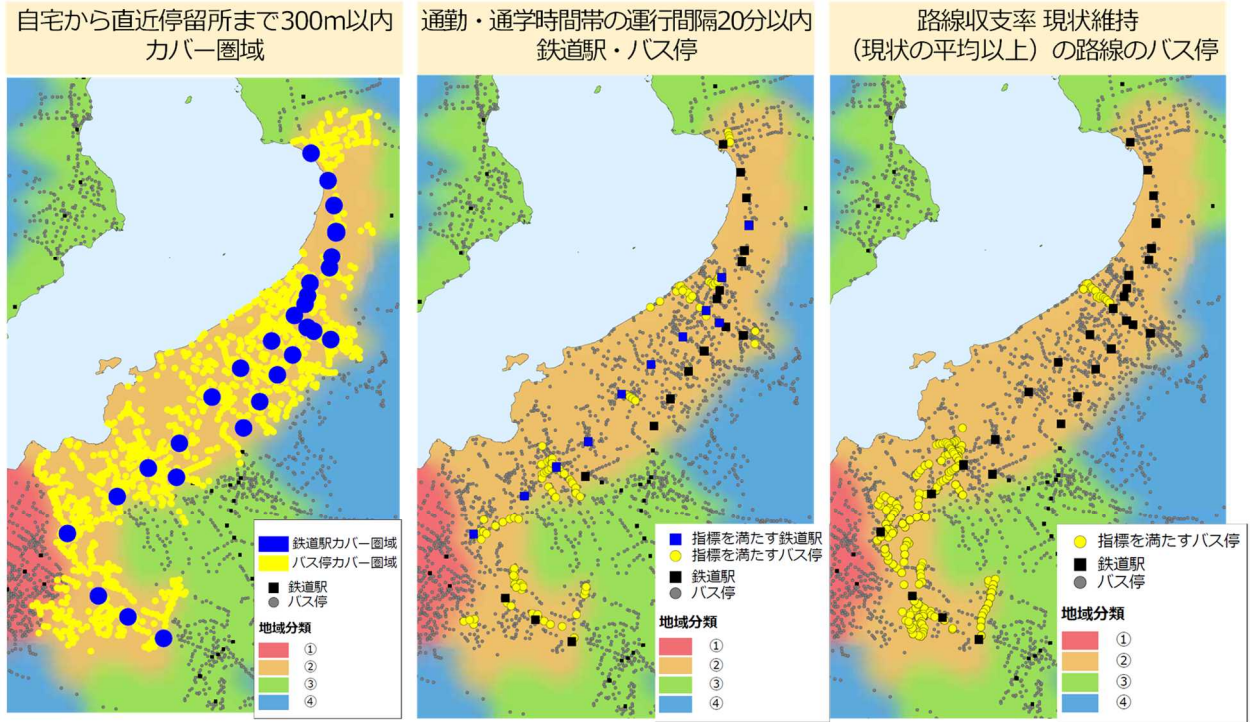 自宅から直近停留所まで300m以内
カバー圏域
通勤・通学時間帯の運行間隔20分以内
鉄道駅・バス停
路線収支率 現状維持
（現状の平均以上）の路線のバス停
鉄道駅カバー圏域
バス停カバー圏域
鉄道駅
バス停
地域分類
①
②
③
④
指標を満たす鉄道駅
指標を満たすバス停
鉄道駅
バス停
地域分類
①
②
③
④
指標を満たすバス停
鉄道駅
バス停
地域分類
①
②
③
④